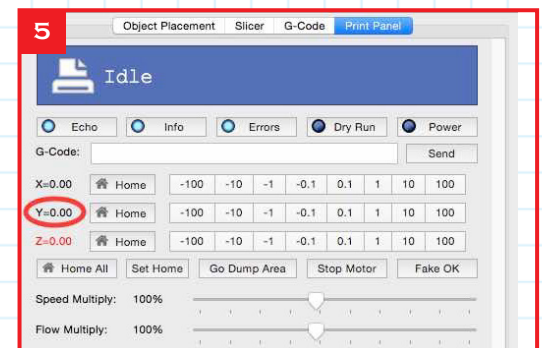 5
Object Placement Slicer G-Code Print Panel
Idle
Echo Info Errors Dry Run Power
G-Code: Send
X=0.00 Home -100 -10 -1 -0.1 0.1 1 10 100
Y=0.00 Home -100 -10 -1 -0.1 0.1 1 10 100
Z=0.00 Home -100 -10 -1 -0.1 0.1 1 10 100
Home All Set Home Go Dump Area Stop Motor Fake OK
Speed Multiply: 100%
Flow Multiply: 100%